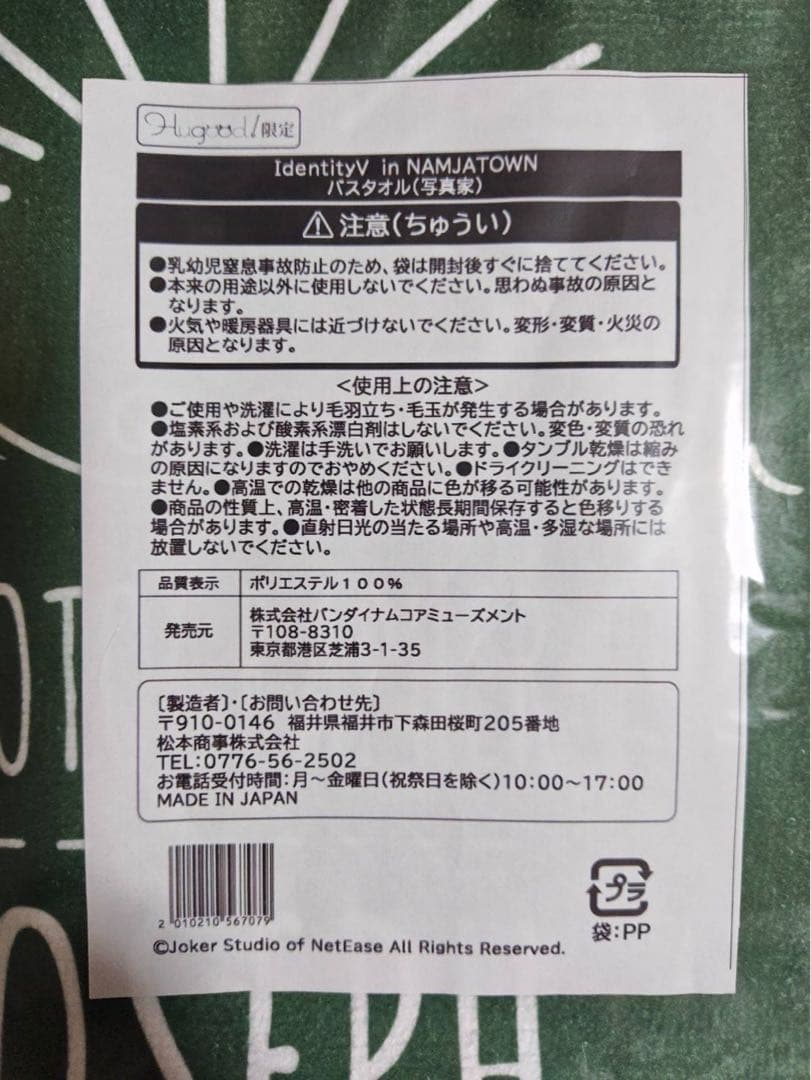 Hugood!限定
IdentityV in NAMJATOWN
バスタオル(写真家)
⚠注意(ちゅうい)
●乳幼児窒息事故防止のため、袋は開封後すぐに捨ててください。
●本来の用途以外に使用しないでください。思わぬ事故の原因と
なります。
●火気や暖房器具には近づけないでください。変形・変質・火災の
原因となります。
<使用上の注意>
●ご使用や洗濯により毛羽立ち・毛玉が発生する場合があります。
●塩素系および酸素系漂白剤はしないでください。変色・変質の恐れ
があります。●洗濯は手洗いでお願いします。●タンブル乾燥は縮み
の原因になりますのでおやめください。●ドライクリーニングはでき
ません。●高温での乾燥は他の商品に色が移る可能性があります。
●商品の性質上、高温・密着した状態長期間保存すると色移りする
場合があります。●直射日光の当たる場所や高温・多湿な場所には
放置しないでください。
品質表示 ポリエステル100%
発売元
株式会社バンダイナムコアミューズメント
〒108-8310
東京都港区芝浦3-1-35
〔製造者〕・〔お問い合わせ先〕
〒910-0146 福井県福井市下森田桜町205番地
松本商事株式会社
TEL:0776-56-2502
お電話受付時間:月~金曜日(祝祭日を除く)10:00~17:00
MADE IN JAPAN
2 010210 567079
プラ
袋:PP
©Joker Studio of NetEase All Rights Reserved.
OT
OSEPH